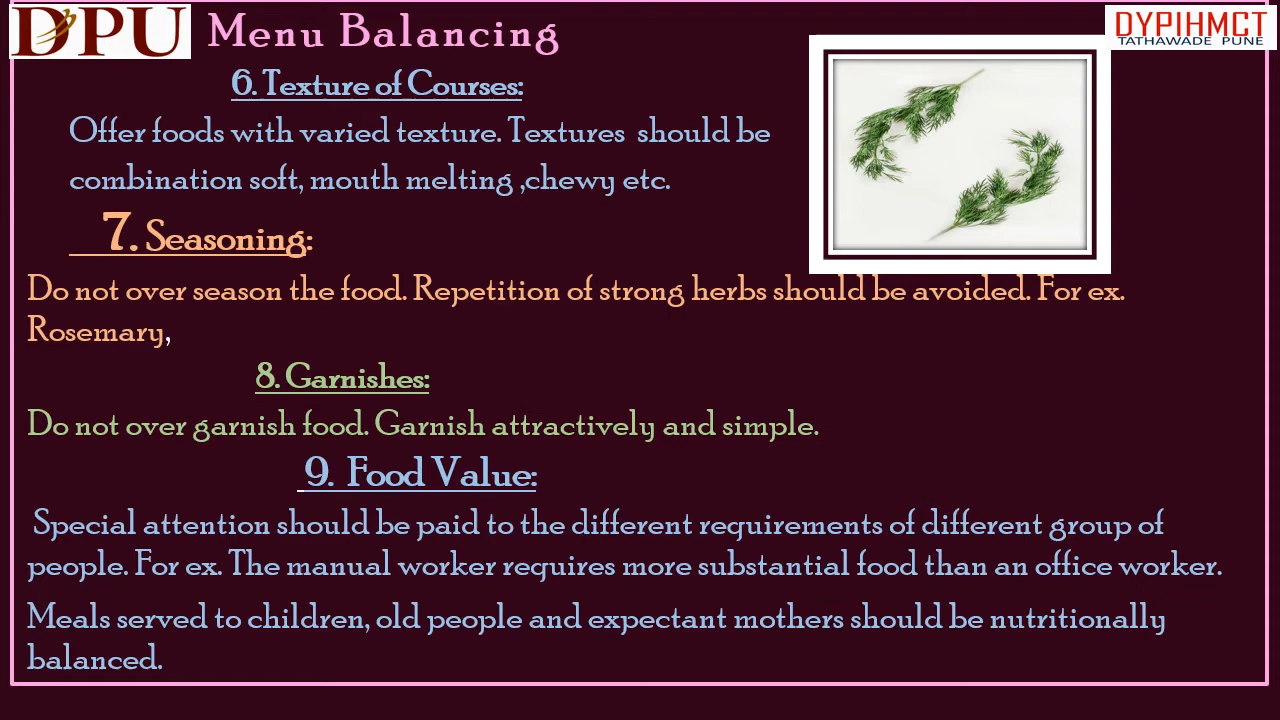 DPU
Menu Balancing
DYPIHMCT
TATHAWADE PUNE
6. Texture of Courses:
Offer foods with varied texture. Textures should be
combination soft, mouth melting ,chewy etc.
7. Seasoning:
Do not over season the food. Repetition of strong herbs should be avoided. For ex.
Rosemary,
8. Garnishes:
Do not over garnish food. Garnish attractively and simple.
9. Food Value:
Special attention should be paid to the different requirements of different group of
people. For ex. The manual worker requires more substantial food than an office worker.
Meals served to children, old people and expectant mothers should be nutritionally
balanced.